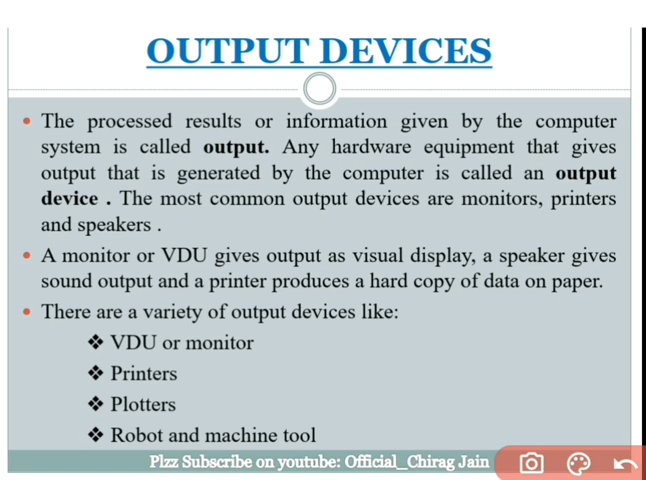 OUTPUT DEVICES
• The processed results or information given by the computer
system is called output. Any hardware equipment that gives
output that is generated by the computer is called an output
device . The most common output devices are monitors, printers
and speakers .
• A monitor or VDU gives output as visual display, a speaker gives
sound output and a printer produces a hard copy of data on paper.
• There are a variety of output devices like:
❖ VDU or monitor
❖ Printers
❖ Plotters
❖ Robot and machine tool
Plzz Subscribe on youtube: Official_Chirag Jain